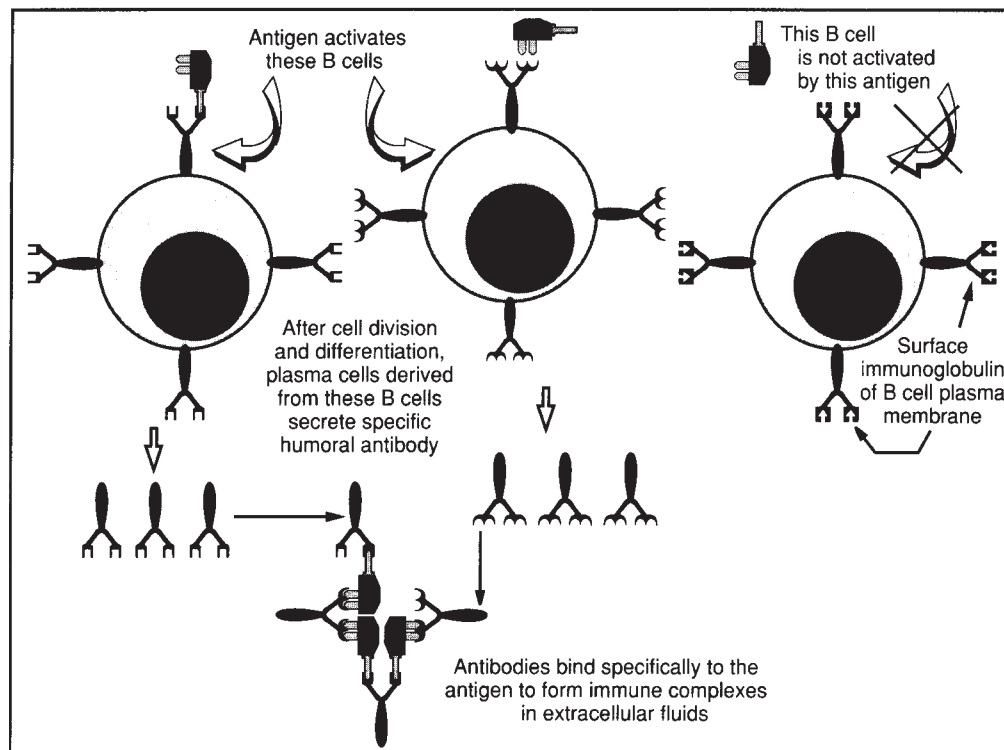 Antigen activates
these B cells
This B cell
is not activated
by this antigen
After cell division
and differentiation,
plasma cells derived
from these B cells
secrete specific
humoral antibody
Surface
immunoglobulin
of B cell plasma
membrane
Antibodies bind specifically to the
antigen to form immune complexes
in extracellular fluids